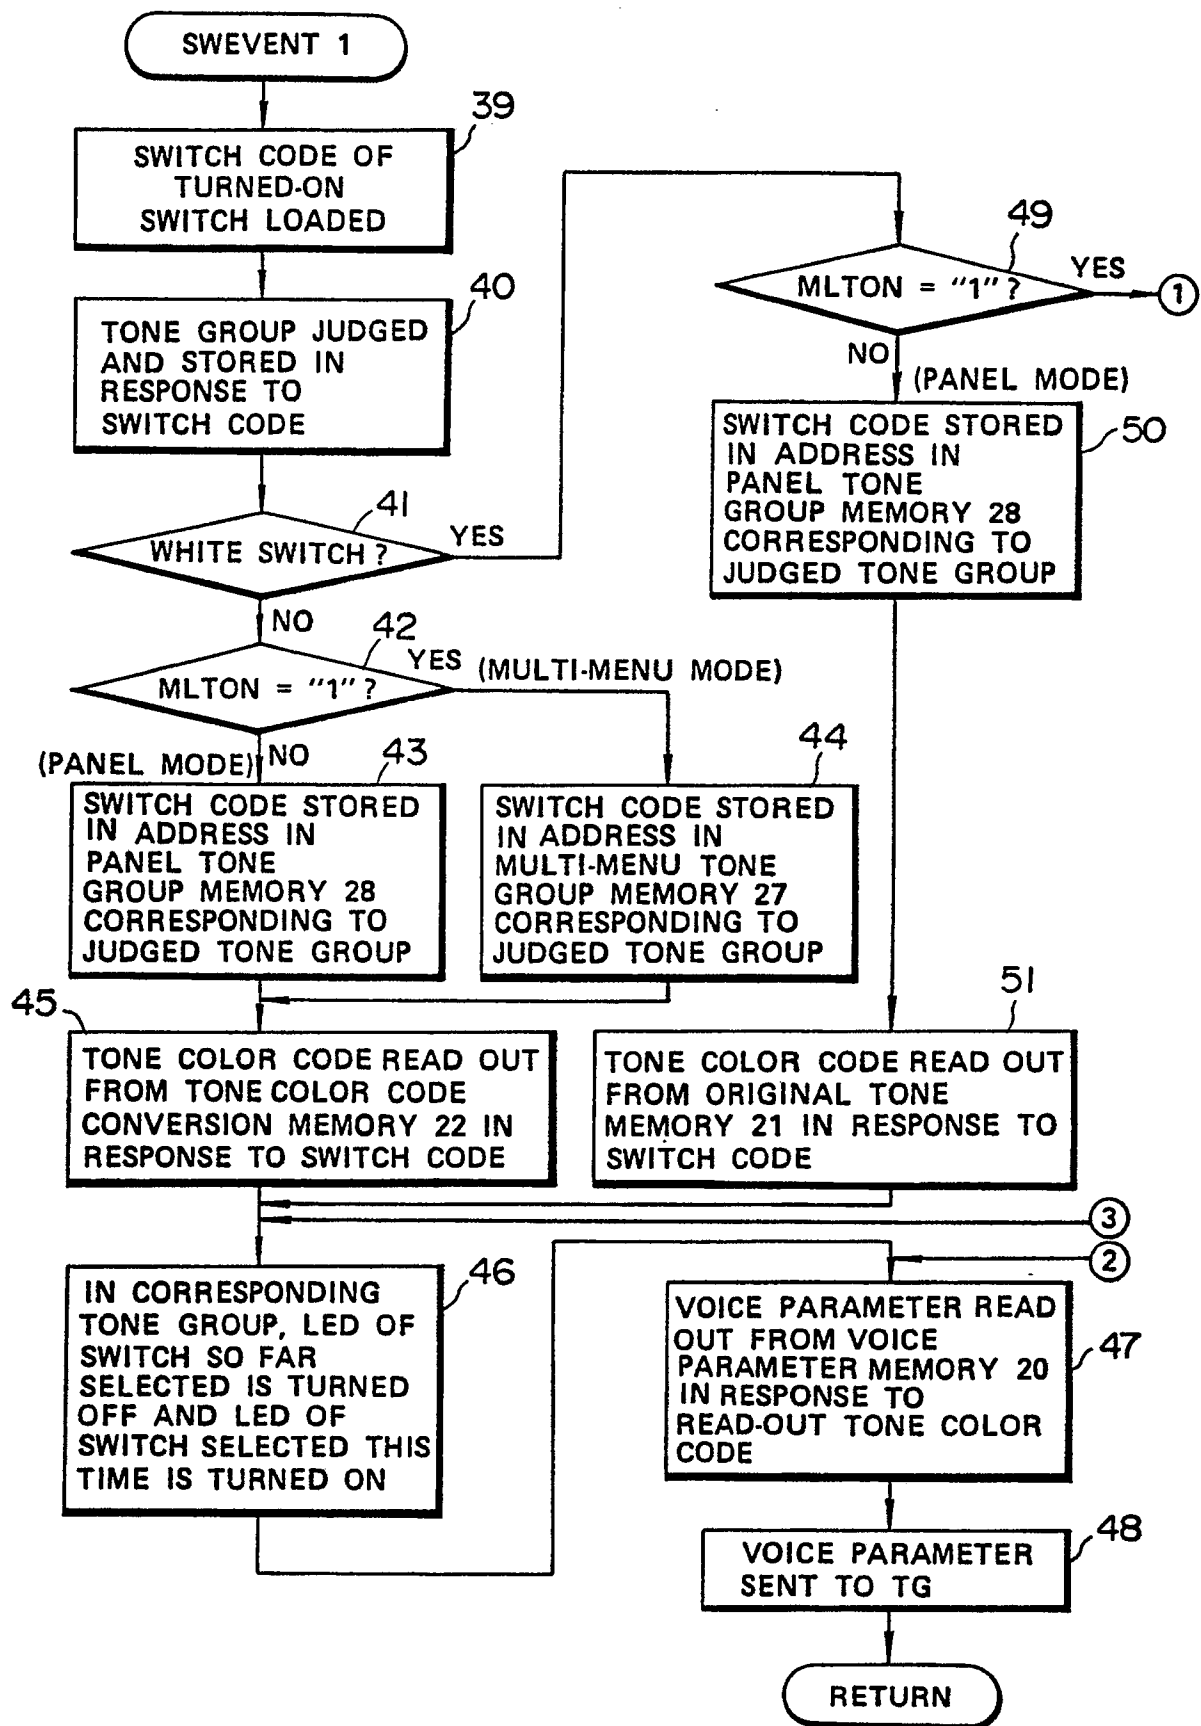 SWEVENT 1
39
SWITCH CODE OF
TURNED-ON
SWITCH LOADED
40
TONE GROUP JUDGED
AND STORED IN
RESPONSE TO
SWITCH CODE
41
WHITE SWITCH ?
YES
NO
42
MLTON = "1" ?
YES
(MULTI-MENU MODE)
(PANEL MODE)
NO
43
SWITCH CODE STORED
IN ADDRESS IN
PANEL TONE
GROUP MEMORY 28
CORRESPONDING TO
JUDGED TONE GROUP
44
SWITCH CODE STORED
IN ADDRESS IN
MULTI-MENU TONE
GROUP MEMORY 27
CORRESPONDING TO
JUDGED TONE GROUP
45
TONE COLOR CODE READ OUT
FROM TONE COLOR CODE
CONVERSION MEMORY 22 IN
RESPONSE TO SWITCH CODE
49
MLTON = "1" ?
YES
1
NO
(PANEL MODE)
50
SWITCH CODE STORED
IN ADDRESS IN
PANEL TONE
GROUP MEMORY 28
CORRESPONDING TO
JUDGED TONE GROUP
51
TONE COLOR CODE READ OUT
FROM ORIGINAL TONE
MEMORY 21 IN RESPONSE TO
SWITCH CODE
3
2
46
IN CORRESPONDING
TONE GROUP, LED OF
SWITCH SO FAR
SELECTED IS TURNED
OFF AND LED OF
SWITCH SELECTED THIS
TIME IS TURNED ON
VOICE PARAMETER READ
OUT FROM VOICE
PARAMETER MEMORY 20
IN RESPONSE TO
READ-OUT TONE COLOR
CODE
47
48
VOICE PARAMETER
SENT TO TG
RETURN